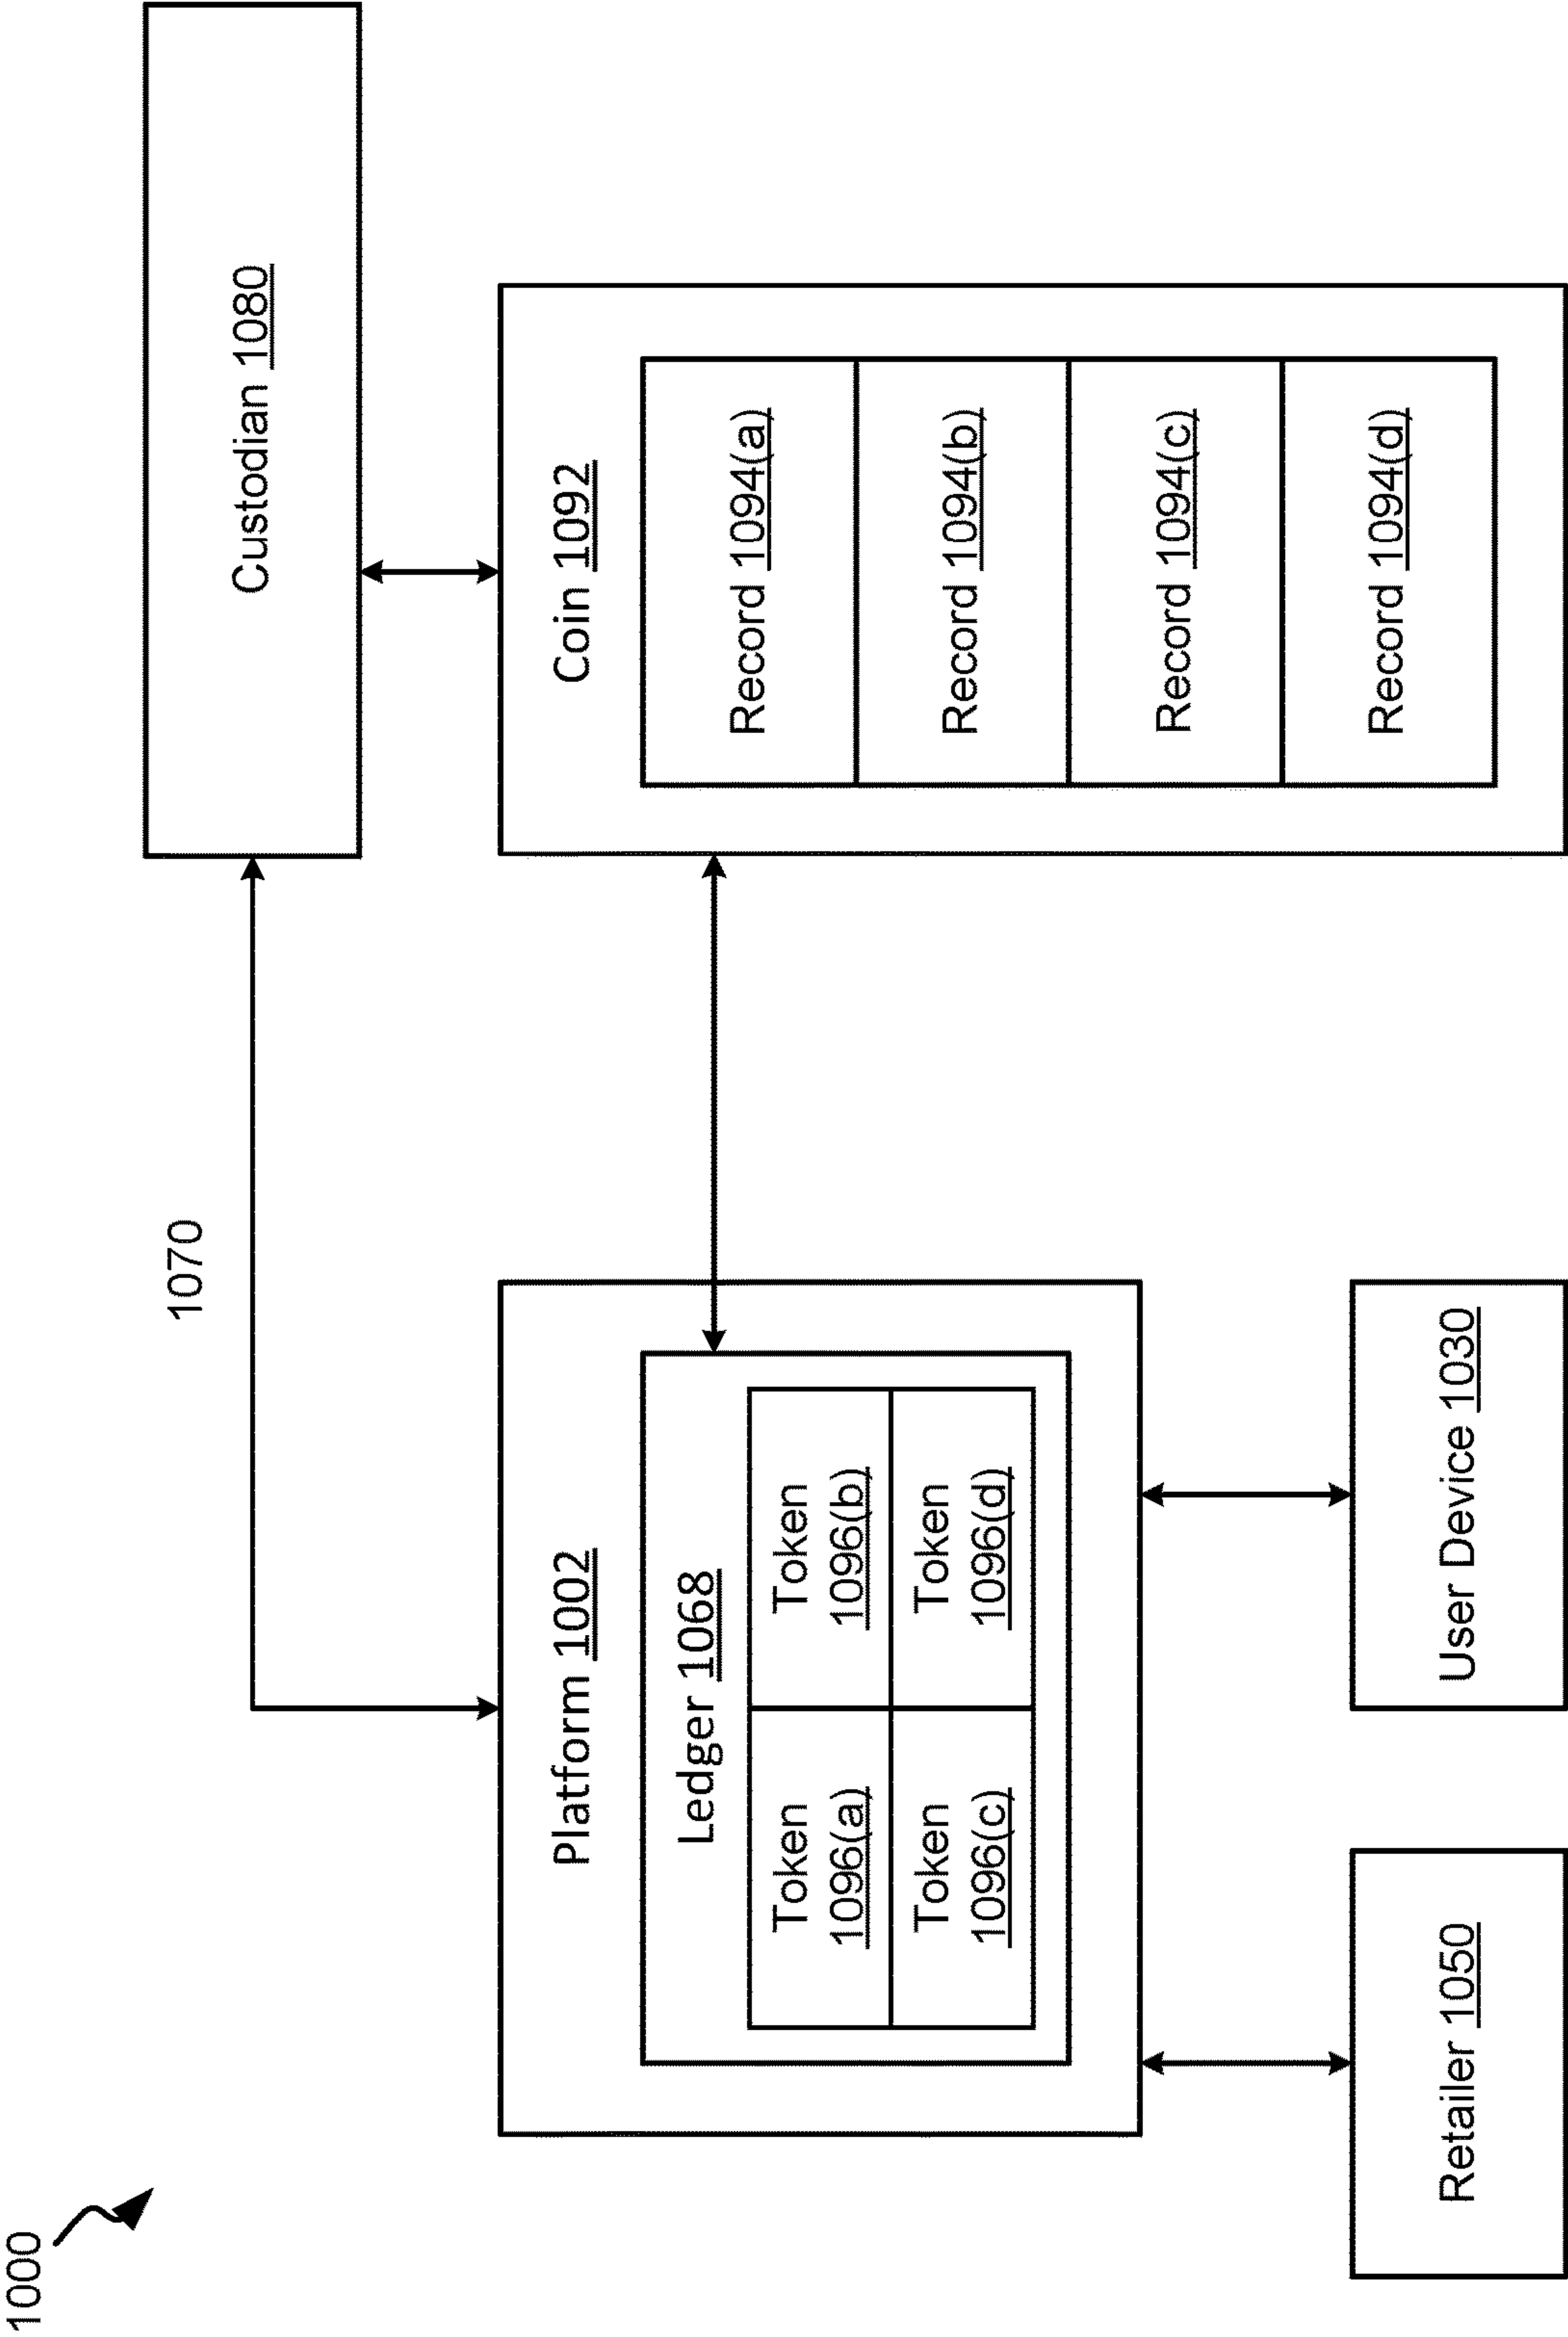 1000
1070
Custodian 1080
Platform 1002
Ledger 1068
Token
1096(a)
Token
1096(b)
Token
1096(c)
Token
1096(d)
Coin 1092
Record 1094(a)
Record 1094(b)
Record 1094(c)
Record 1094(d)
Retailer 1050
User Device 1030